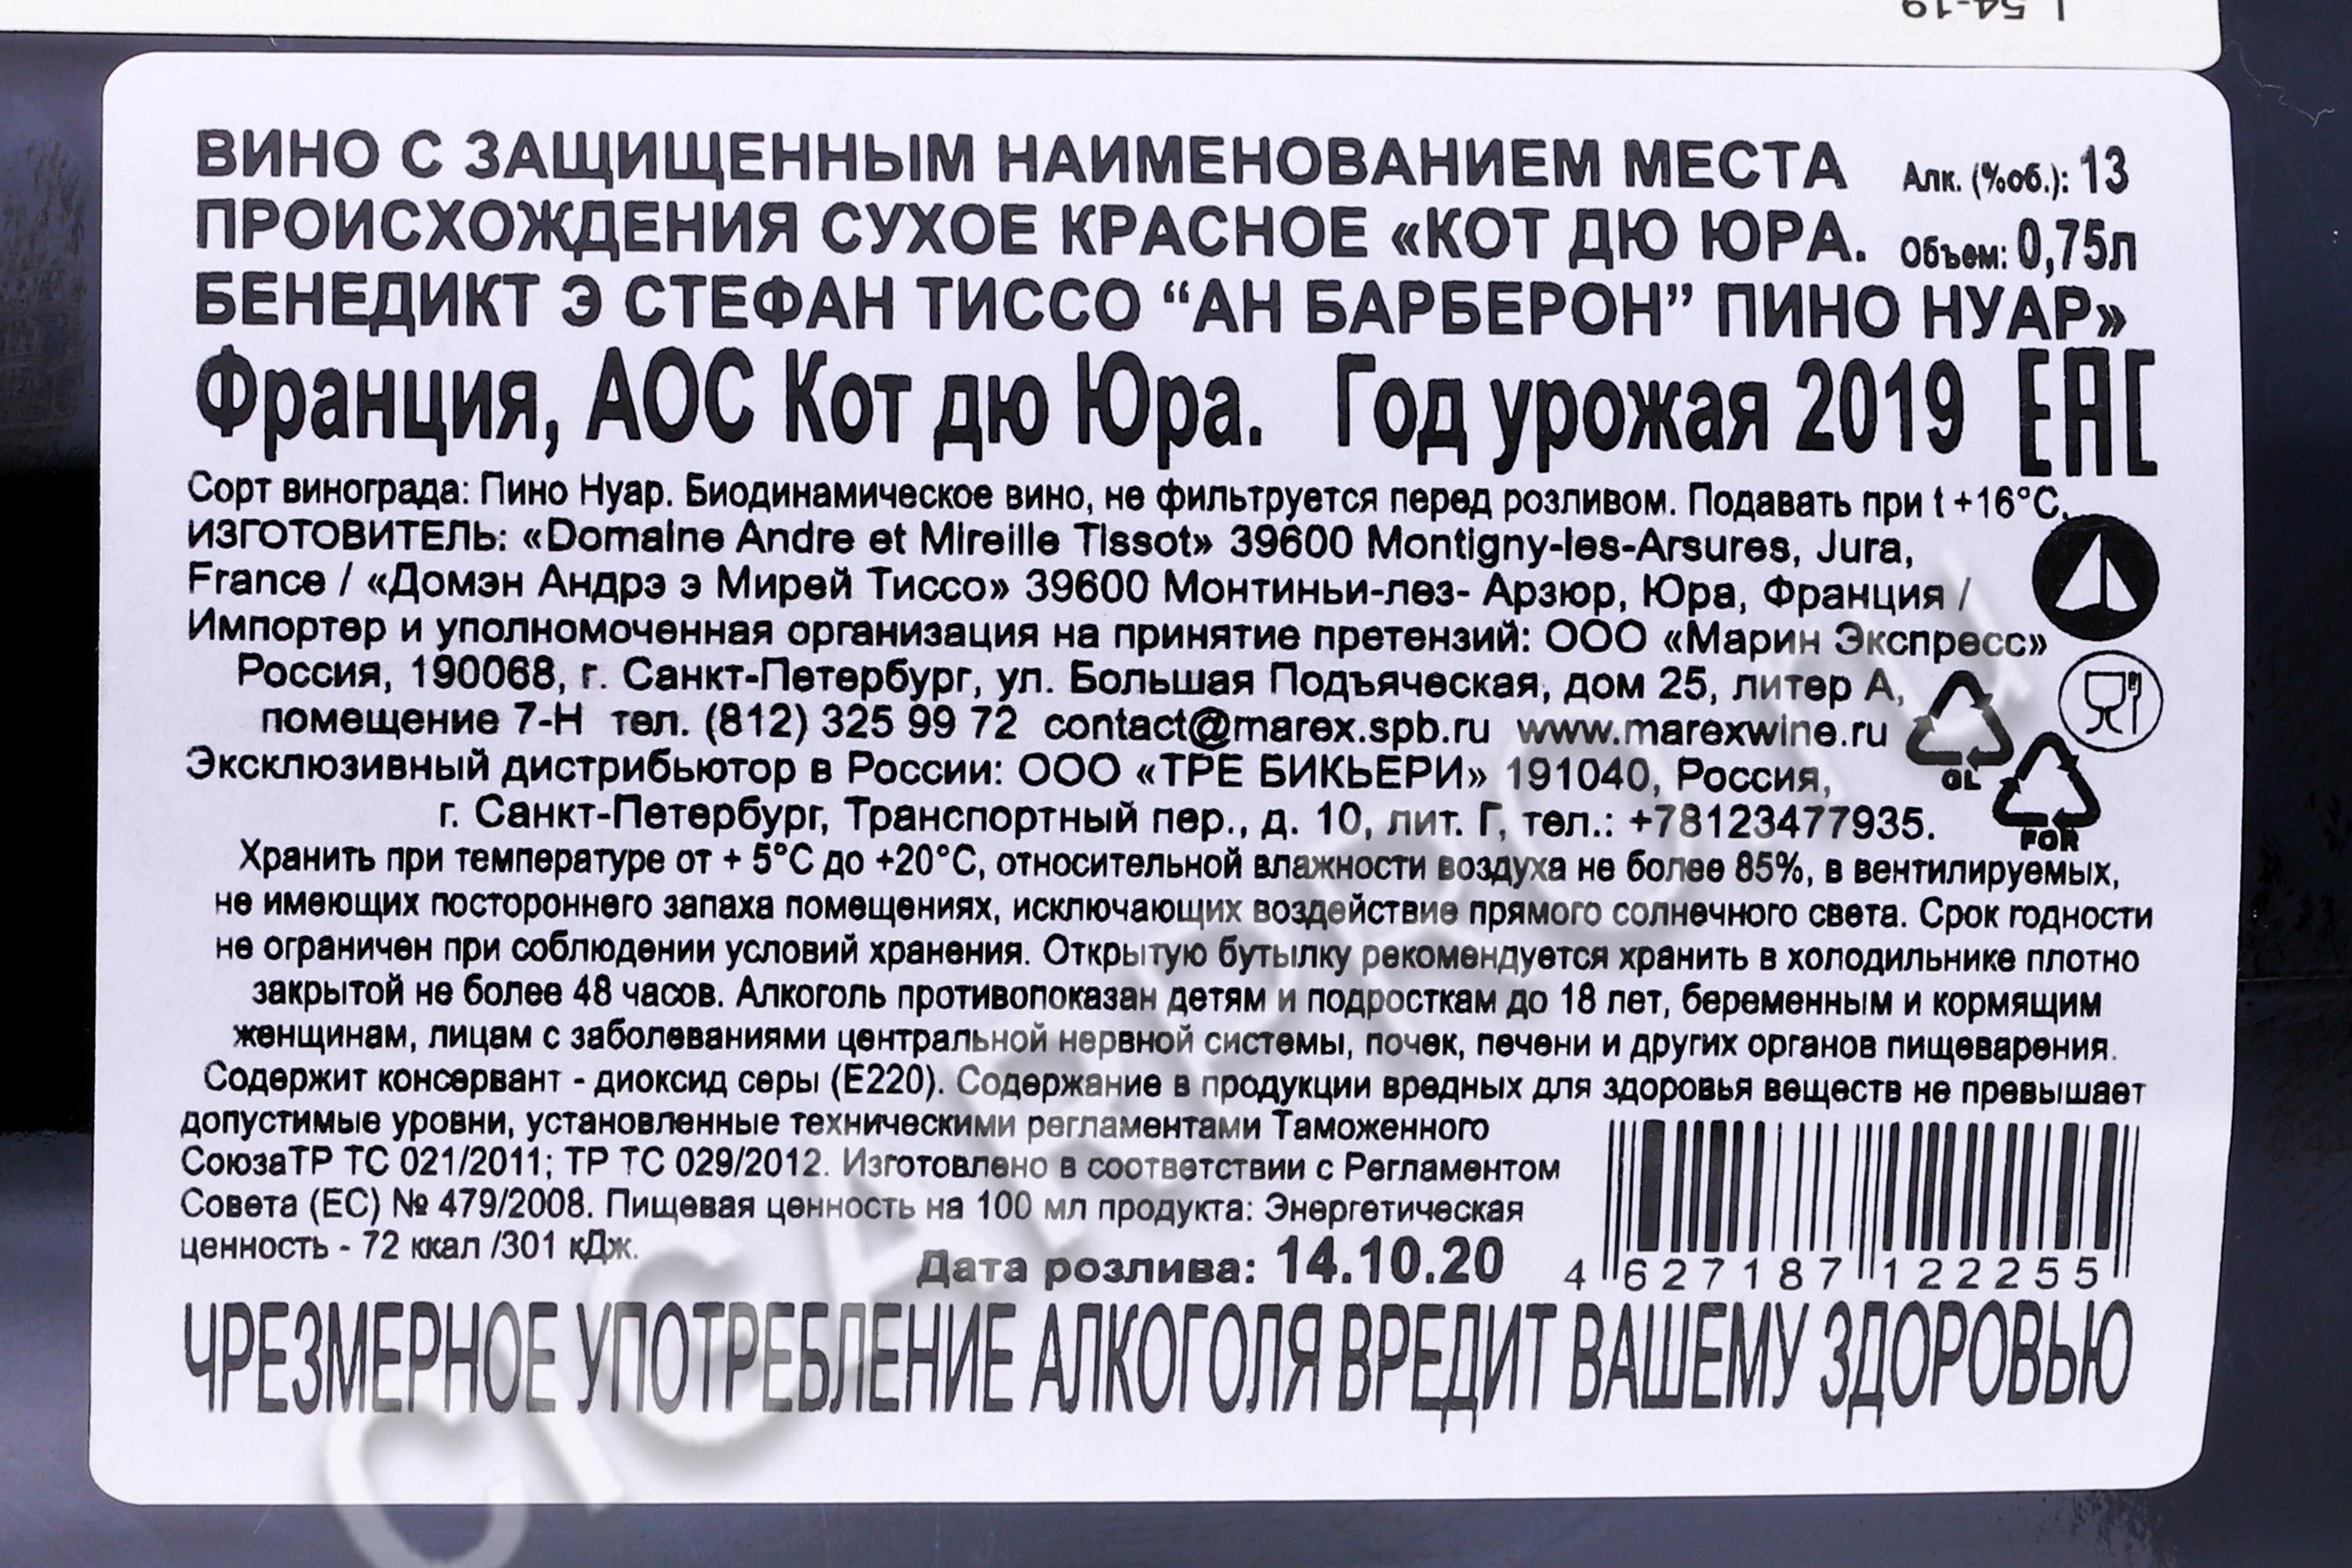 L 54-19
ВИНО С ЗАЩИЩЕННЫМ НАИМЕНОВАНИЕМ МЕСТА Алк. (%об.): 13
ПРОИСХОЖДЕНИЯ СУХОЕ КРАСНОЕ «КОТ ДЮ ЮРА. Объем: 0,75л
БЕНЕДИКТ Э СТЕФАН ТИССО “АН БАРБЕРОН” ПИНО НУАР»
Франция, АОС Кот дю Юра. Год урожая 2019 EAC
Сорт винограда: Пино Нуар. Биодинамическое вино, не фильтруется перед розливом. Подавать при t +16°C.
ИЗГОТОВИТЕЛЬ: «Domaine Andre et Mireille Tissot» 39600 Montigny-les-Arsures, Jura,
France / «Домэн Андрэ э Мирей Тиссо» 39600 Монтиньи-лез- Арзюр, Юра, Франция /
Импортер и уполномоченная организация на принятие претензий: ООО «Марин Экспресс»
Россия, 190068, г. Санкт-Петербург, ул. Большая Подъяческая, дом 25, литер А,
помещение 7-Н тел. (812) 325 99 72 contact@marex.spb.ru www.marexwine.ru
GL
Эксклюзивный дистрибьютор в России: ООО «ТРЕ БИКЬЕРИ» 191040, Россия,
г. Санкт-Петербург, Транспортный пер., д. 10, лит. Г, тел.: +78123477935.
FOR
Хранить при температуре от + 5°С до +20°С, относительной влажности воздуха не более 85%, в вентилируемых,
не имеющих постороннего запаха помещениях, исключающих воздействие прямого солнечного света. Срок годности
не ограничен при соблюдении условий хранения. Открытую бутылку рекомендуется хранить в холодильнике плотно
закрытой не более 48 часов. Алкоголь противопоказан детям и подросткам до 18 лет, беременным и кормящим
женщинам, лицам с заболеваниями центральной нервной системы, почек, печени и других органов пищеварения.
Содержит консервант - диоксид серы (Е220). Содержание в продукции вредных для здоровья веществ не превышает
допустимые уровни, установленные техническими регламентами Таможенного
СоюзаТР ТС 021/2011; ТР ТС 029/2012. Изготовлено в соответствии с Регламентом
Совета (ЕС) № 479/2008. Пищевая ценность на 100 мл продукта: Энергетическая
ценность - 72 ккал /301 кДж.
Дата розлива: 14.10.20
4 627187 122255
ЧРЕЗМЕРНОЕ УПОТРЕБЛЕНИЕ АЛКОГОЛЯ ВРЕДИТ ВАШЕМУ ЗДОРОВЬЮ
CIGARPRO.ru